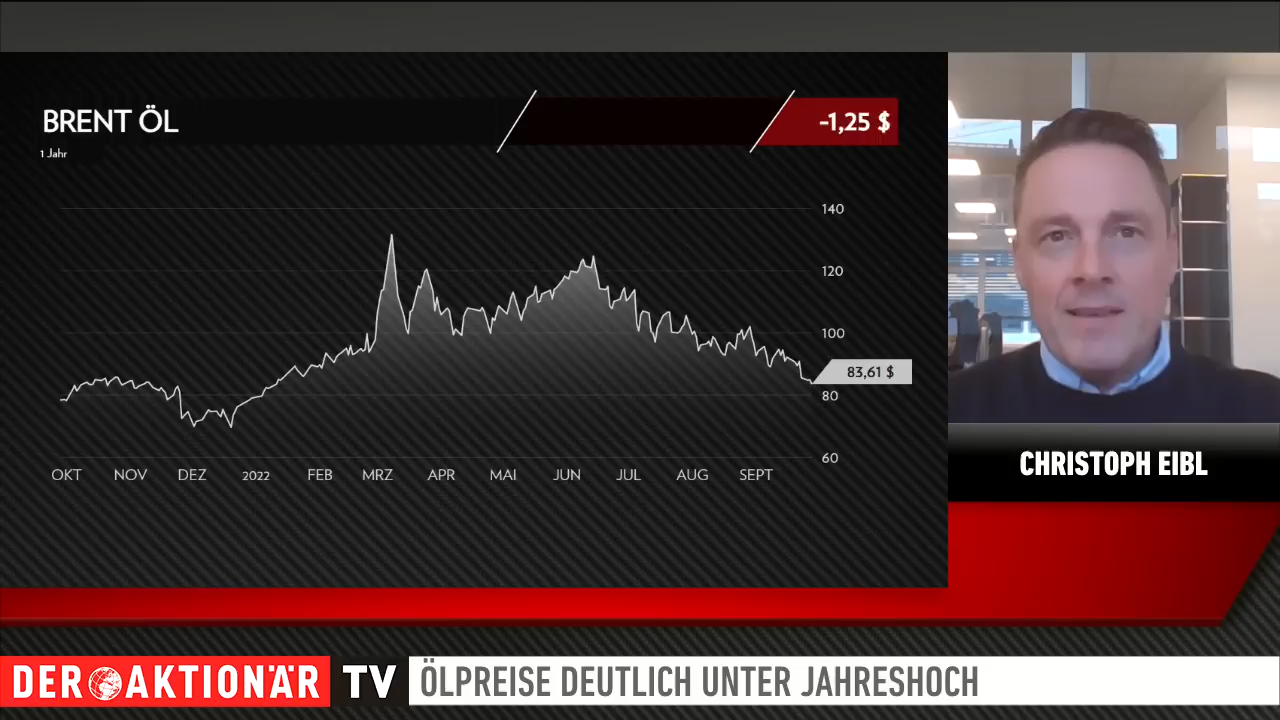 BRENT ÖL
-1,25 $
1 Jahr
140
120
100
83,61 $
80
60
OKT NOV DEZ 2022 FEB MRZ APR MAI JUN JUL AUG SEPT
CHRISTOPH EIBL
DER AKTIONÄR TV
ÖLPREISE DEUTLICH UNTER JAHRESHOCH